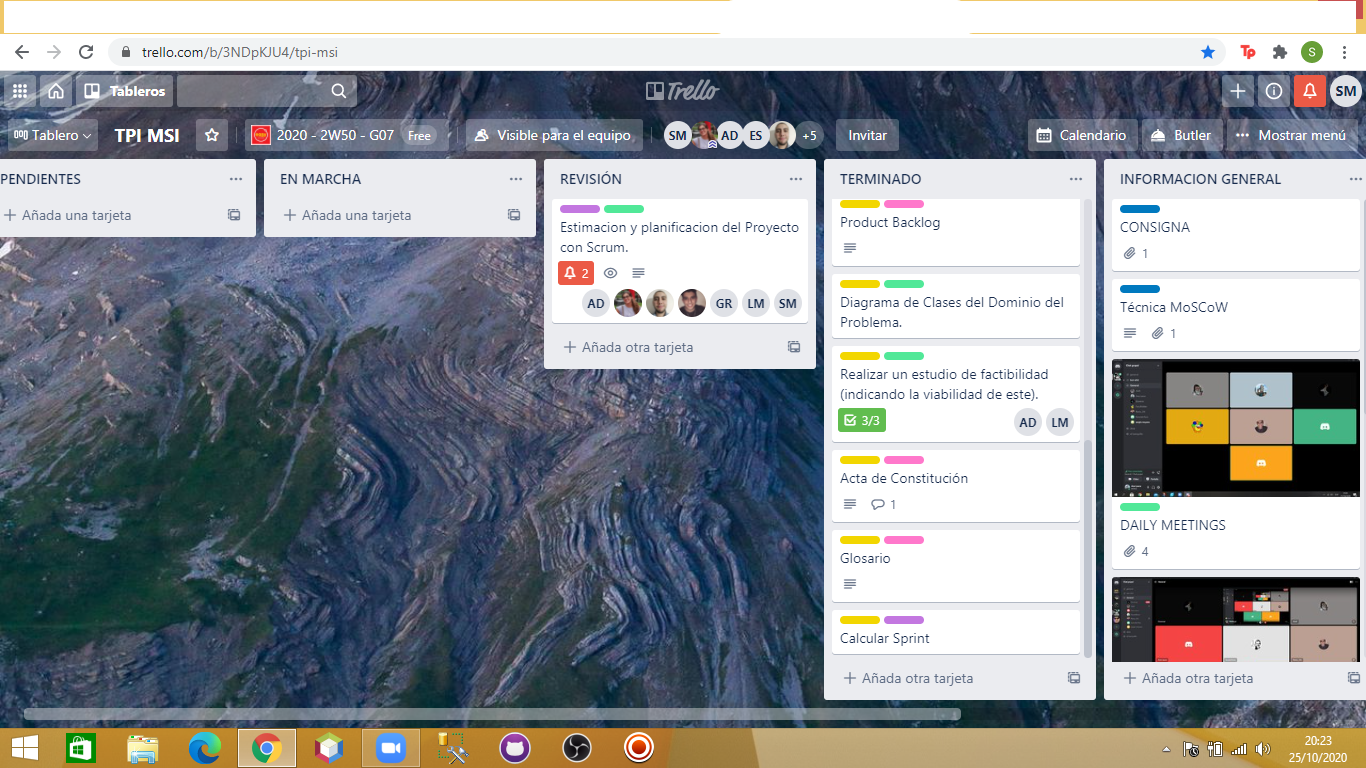 trello.com/b/3NDpKJU4/tpi-msi
Tp
S
Tableros
Trello
SM
Tablero
TPI MSI
2020 - 2W50 - G07 Free
Visible para el equipo
SM AD ES +5
Invitar
Calendario
Butler
Mostrar menú
PENDIENTES
Añada una tarjeta
EN MARCHA
Añada una tarjeta
REVISIÓN
Estimacion y planificacion del Proyecto
con Scrum.
2
AD GR LM SM
Añada otra tarjeta
TERMINADO
Product Backlog
Diagrama de Clases del Dominio del
Problema.
Realizar un estudio de factibilidad
(indicando la viabilidad de este).
3/3
AD LM
Acta de Constitución
1
Glosario
Calcular Sprint
Añada otra tarjeta
INFORMACION GENERAL
CONSIGNA
1
Técnica MoSCoW
1
DAILY MEETINGS
4
Añada otra tarjeta
20:23
25/10/2020